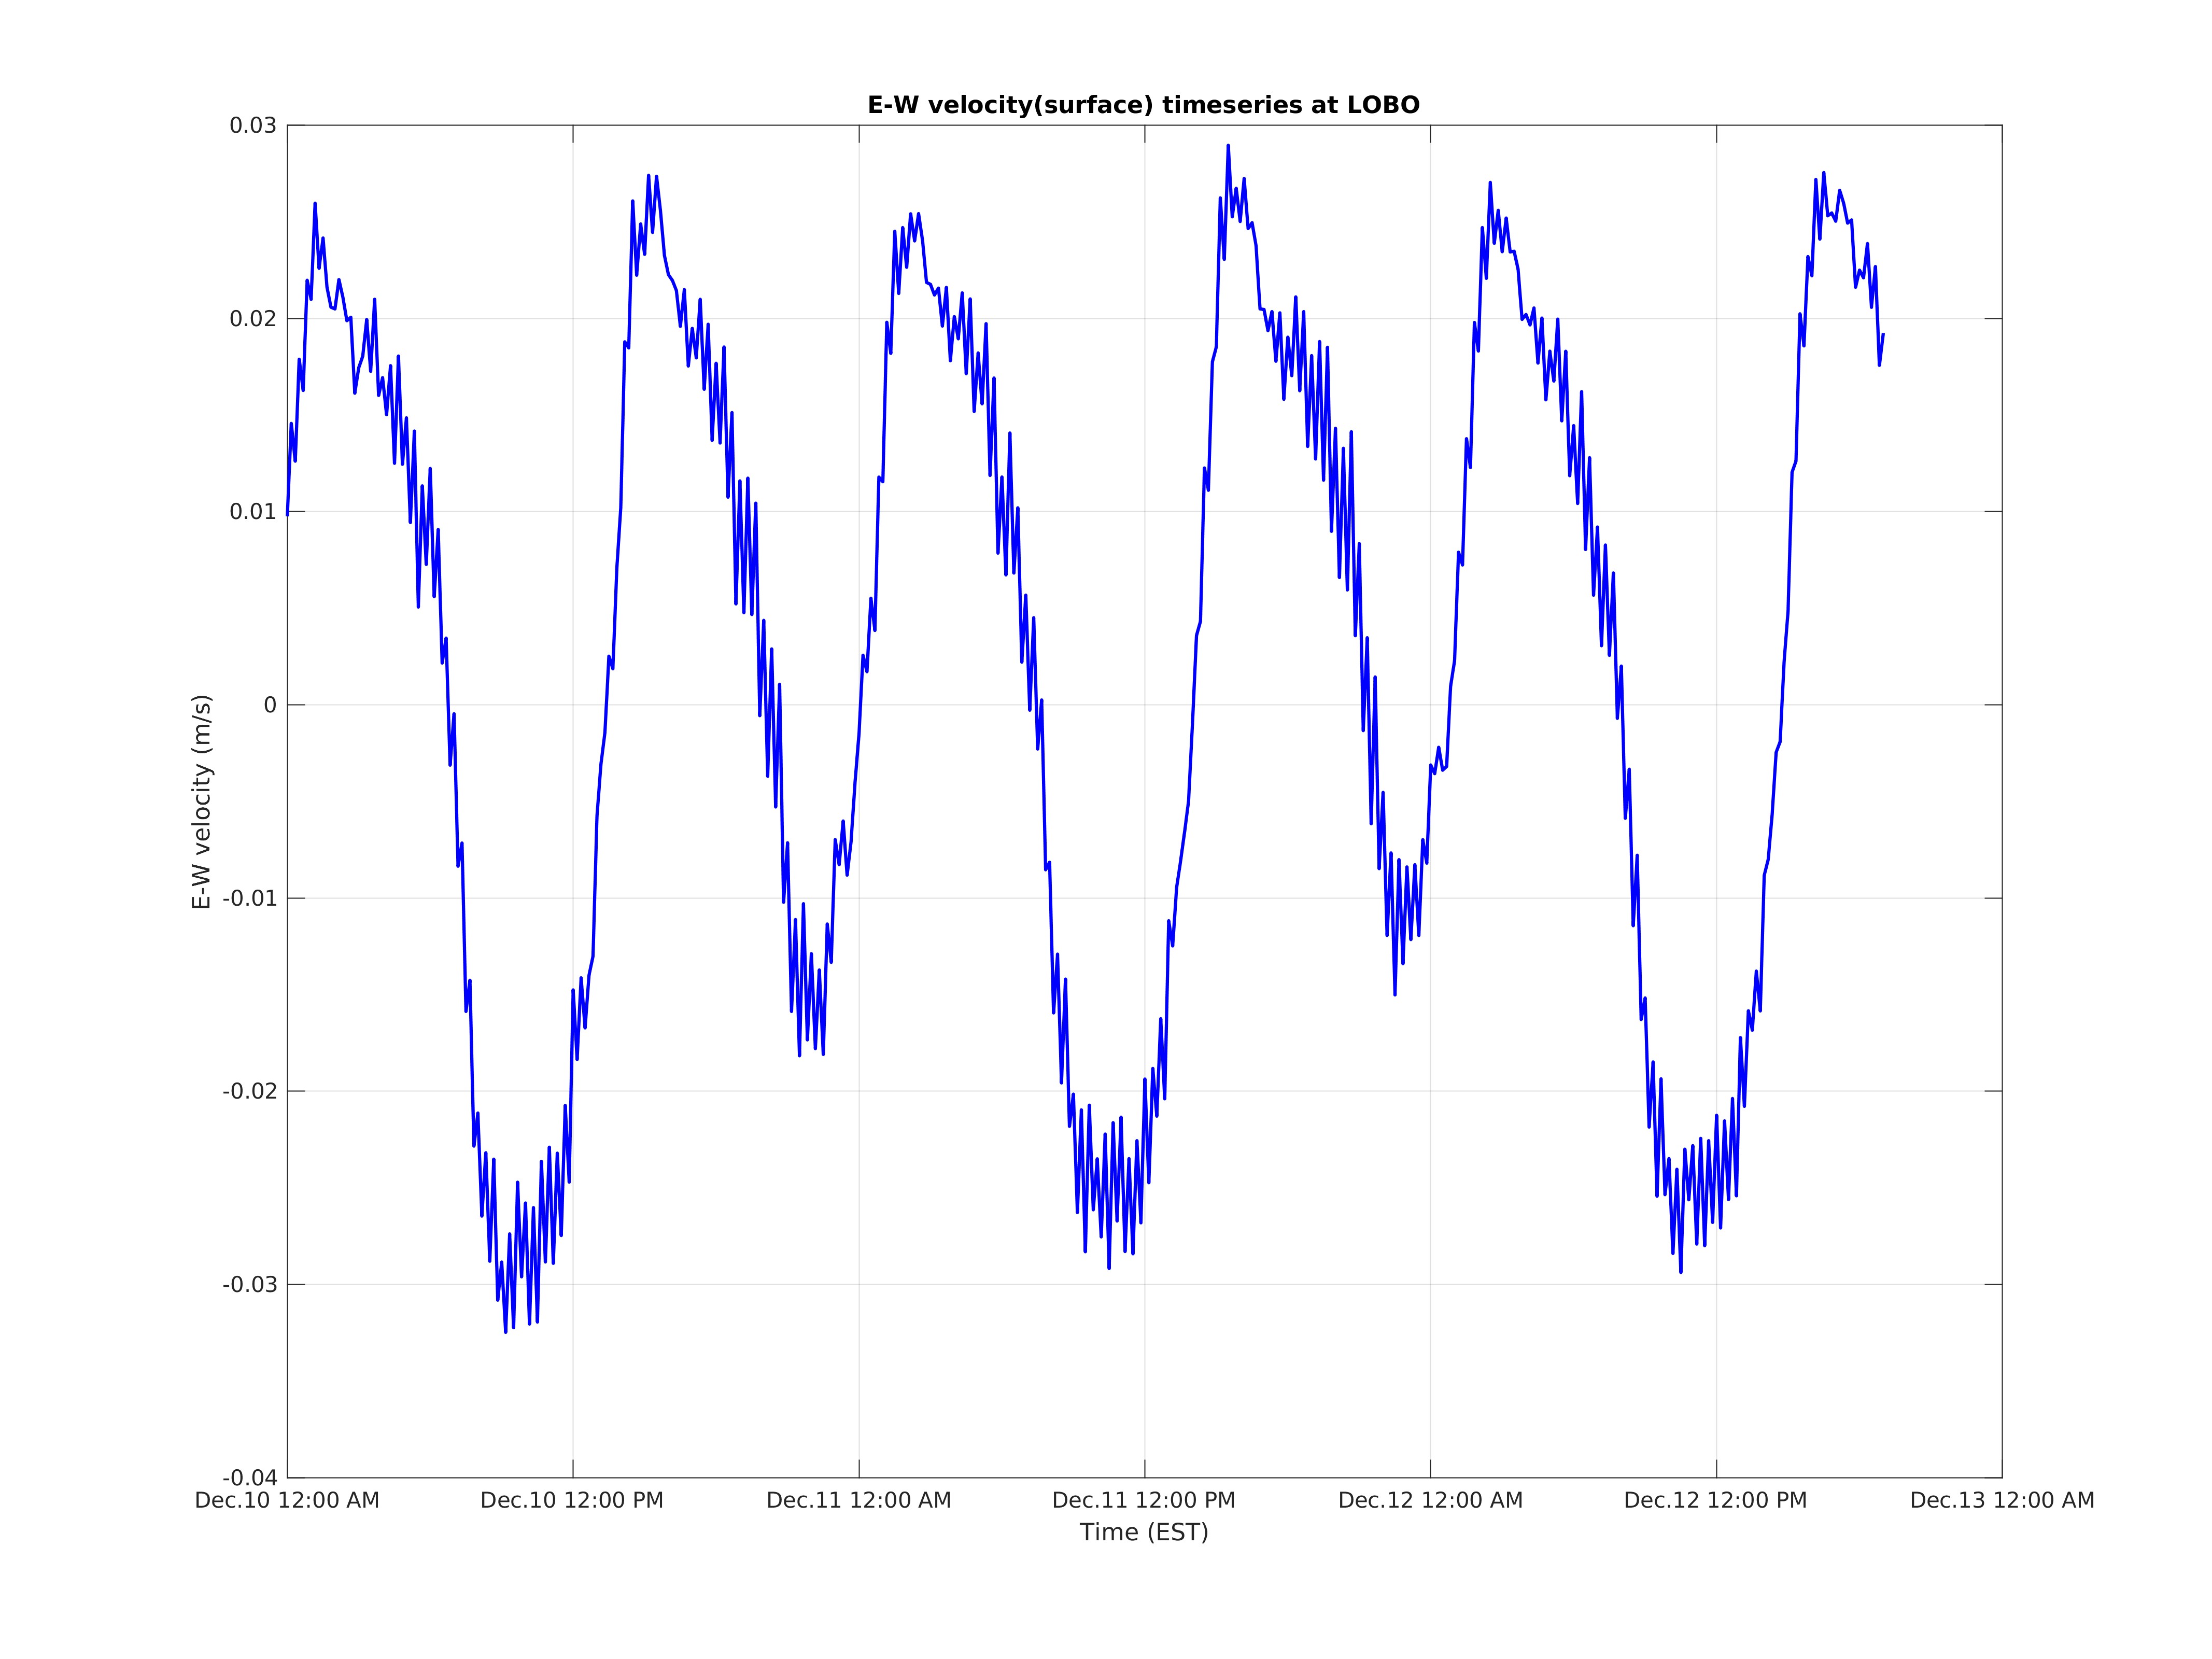 E-W velocity(surface) timeseries at LOBO
0.03
0.02
0.01
0
-0.01
-0.02
-0.03
-0.04
E-W velocity (m/s)
Dec.10 12:00 AM
Dec.10 12:00 PM
Dec.11 12:00 AM
Dec.11 12:00 PM
Dec.12 12:00 AM
Dec.12 12:00 PM
Dec.13 12:00 AM
Time (EST)